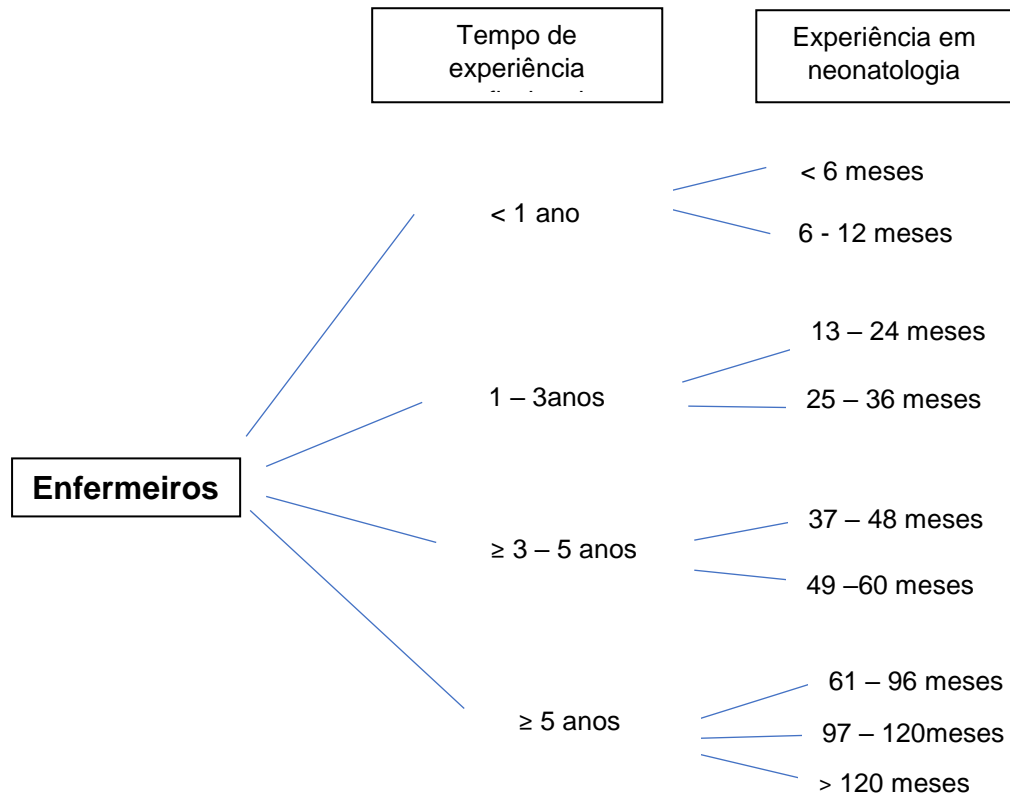 Tempo de
experiência
Experiência em
neonatologia
< 1 ano
< 6 meses
6 - 12 meses
1 – 3anos
13 – 24 meses
25 – 36 meses
Enfermeiros
≥ 3 – 5 anos
37 – 48 meses
49 –60 meses
≥ 5 anos
61 – 96 meses
97 – 120meses
> 120 meses